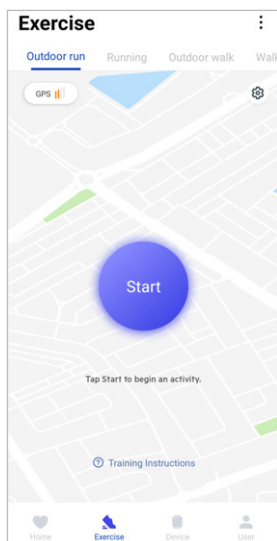 Exercise
Outdoor run Running Outdoor walk Walk
GPS
Start
Tap Start to begin an activity.
Training Instructions
Home Exercise Device User